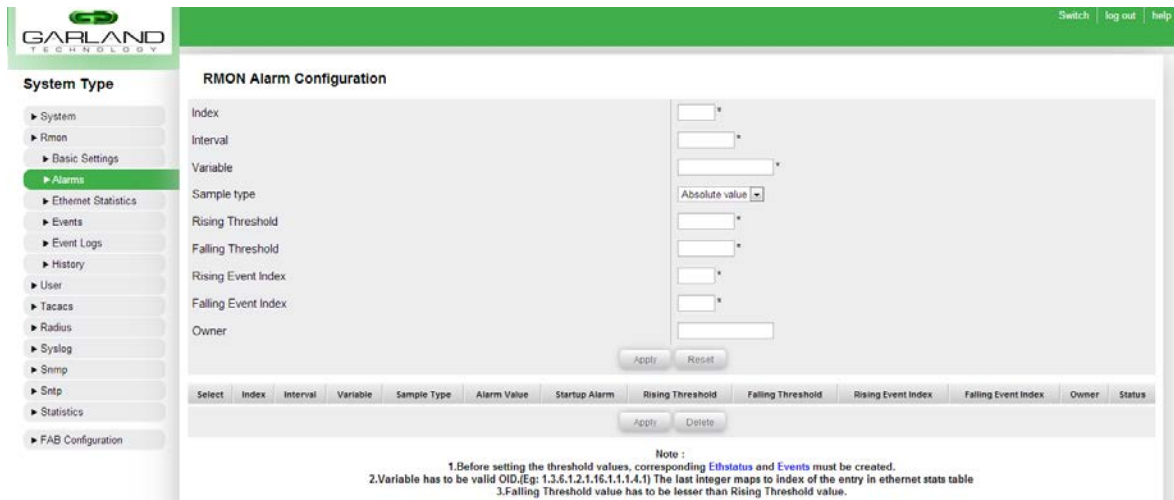 Switch log out help
GARLAND
TECHNOLOGY
System Type
System
Rmon
Basic Settings
Alarms
Ethernet Statistics
Events
Event Logs
History
User
Tacacs
Radius
Syslog
Snmp
Sntp
Statistics
FAB Configuration
RMON Alarm Configuration
Index *
Interval *
Variable *
Sample type Absolute value
Rising Threshold *
Falling Threshold *
Rising Event Index *
Falling Event Index *
Owner
Apply Reset
Select Index Interval Variable Sample Type Alarm Value Startup Alarm Rising Threshold Falling Threshold Rising Event Index Falling Event Index Owner Status
Apply Delete
Note :
1.Before setting the threshold values, corresponding Ethstatus and Events must be created.
2.Variable has to be valid OID.(Eg: 1.3.6.1.2.1.16.1.1.1.4.1) The last integer maps to index of the entry in ethernet stats table
3.Falling Threshold value has to be lesser than Rising Threshold value.